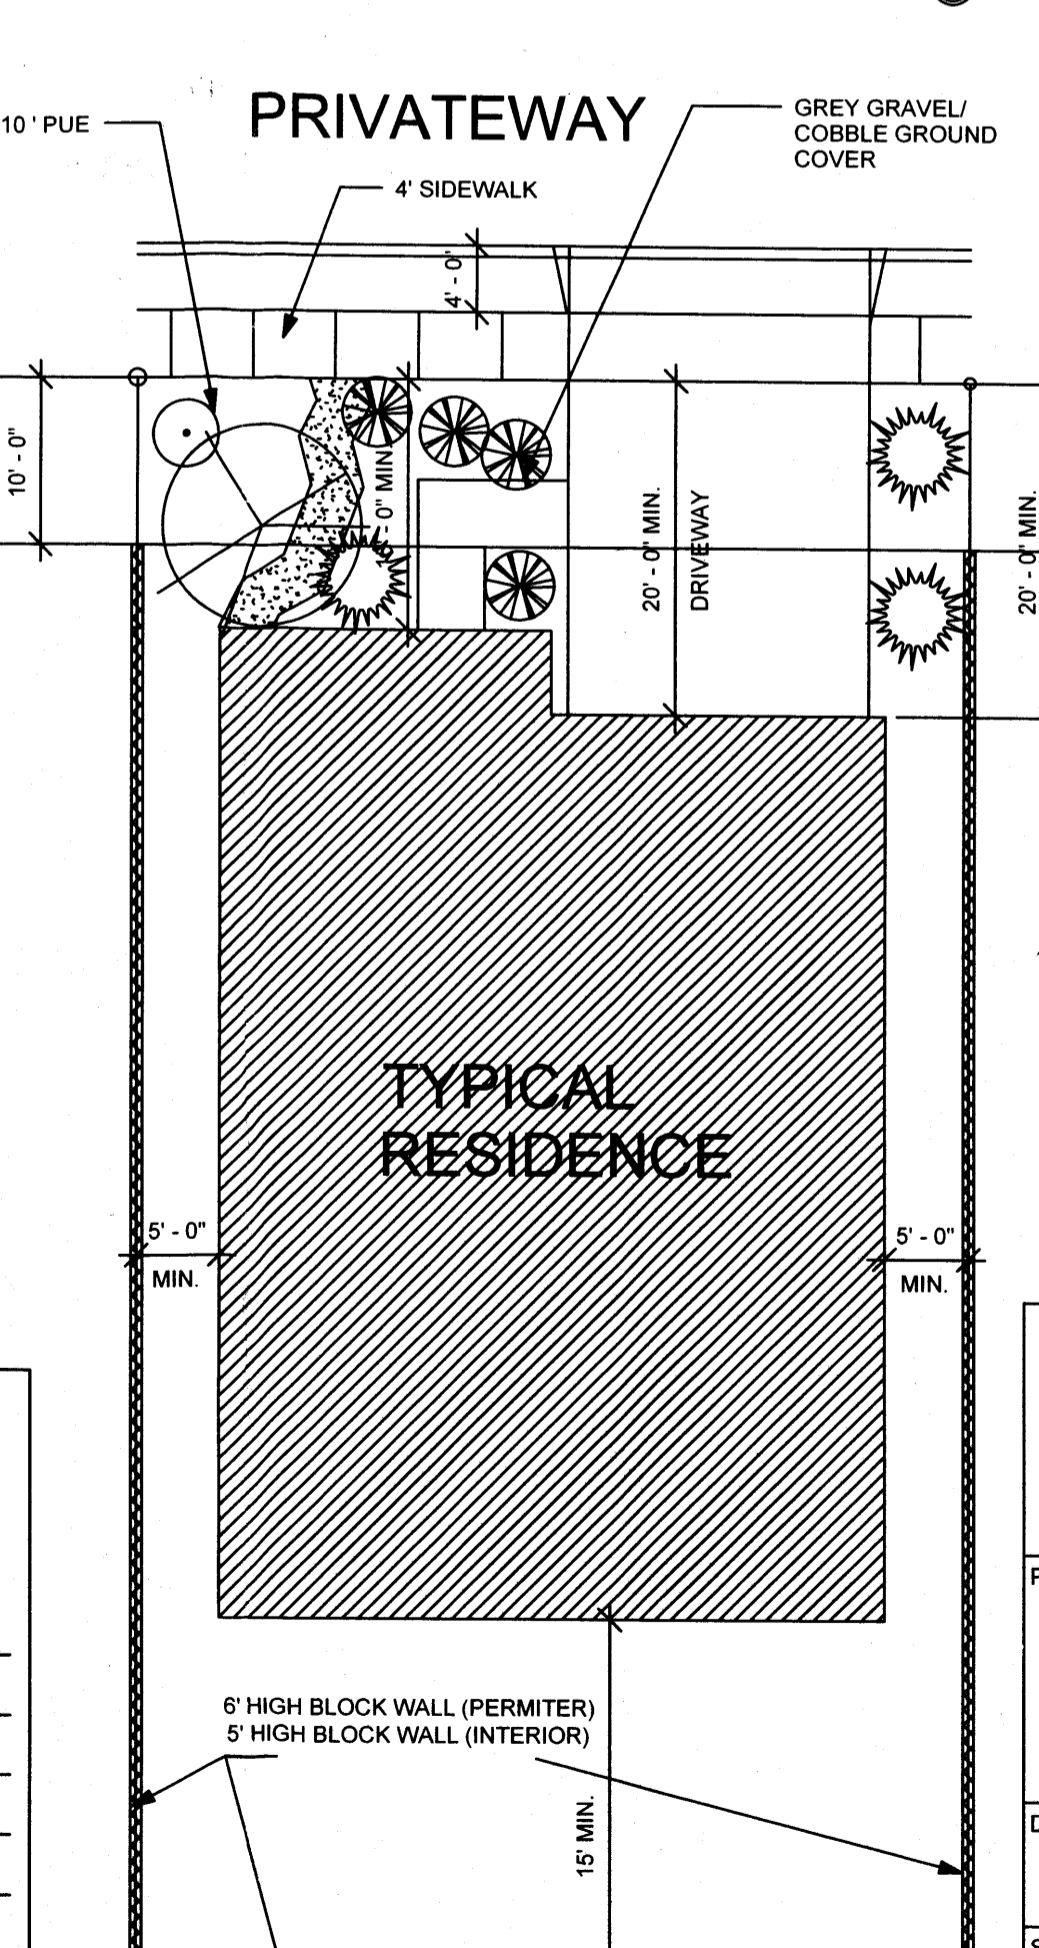 PRIVATEWAY
10 ' PUE
GREY GRAVEL/
COBBLE GROUND
COVER
4' SIDEWALK
4' - 0"
10' - 0"
0" MIN.
20' - 0" MIN.
DRIVEWAY
20' - 0" MIN.
TYPICAL
RESIDENCE
5' - 0"
MIN.
5' - 0"
MIN.
6' HIGH BLOCK WALL (PERMITER)
5' HIGH BLOCK WALL (INTERIOR)
15' MIN.